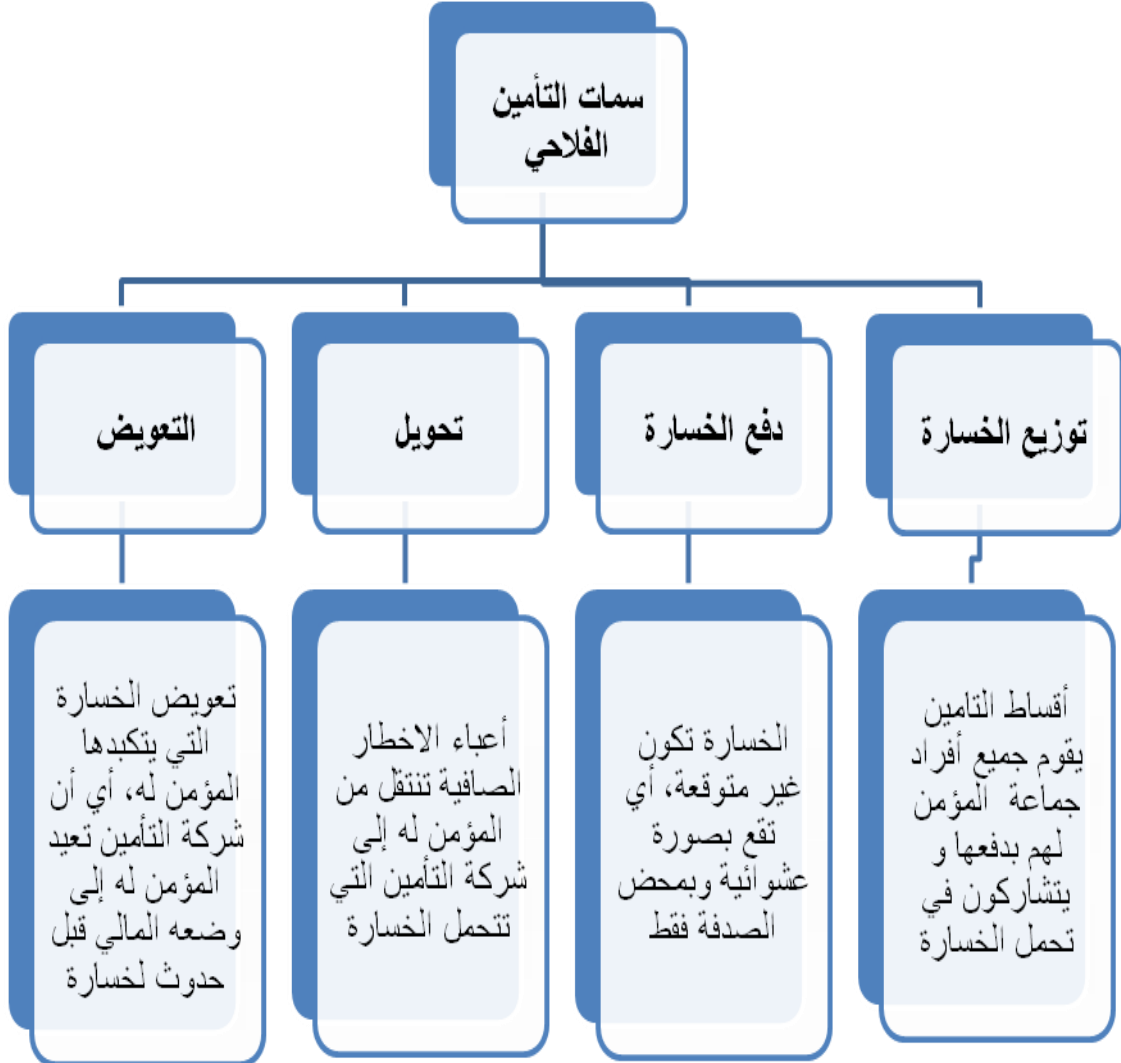 سمات التأمين
الفلاحي
توزيع الخسارة
دفع الخسارة
تحويل
التعويض
أقساط التامين
يقوم جميع أفراد
جماعة المؤمن
لهم بدفعها و
يتشاركون في
تحمل الخسارة
الخسارة تكون
غير متوقعة، أي
تقع بصورة
عشوائية وبمحض
الصدفة فقط
أعباء الاخطار
الصافية تنتقل من
المؤمن له إلى
شركة التأمين التي
تتحمل الخسارة
تعويض الخسارة
التي يتكبدها
المؤمن له، أي أن
شركة التأمين تعيد
المؤمن له إلى
وضعه المالي قبل
حدوث لخسارة